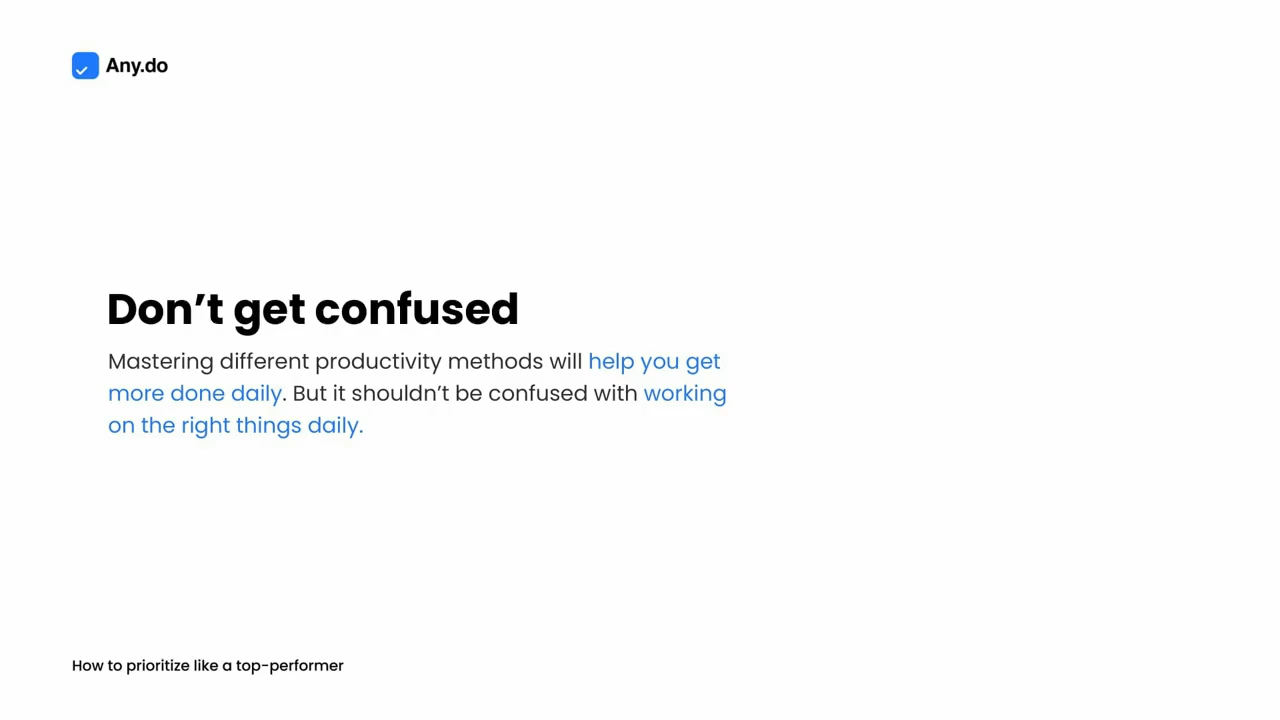 Any.do
Don’t get confused
Mastering different productivity methods will help you get
more done daily. But it shouldn’t be confused with working
on the right things daily.
How to prioritize like a top-performer